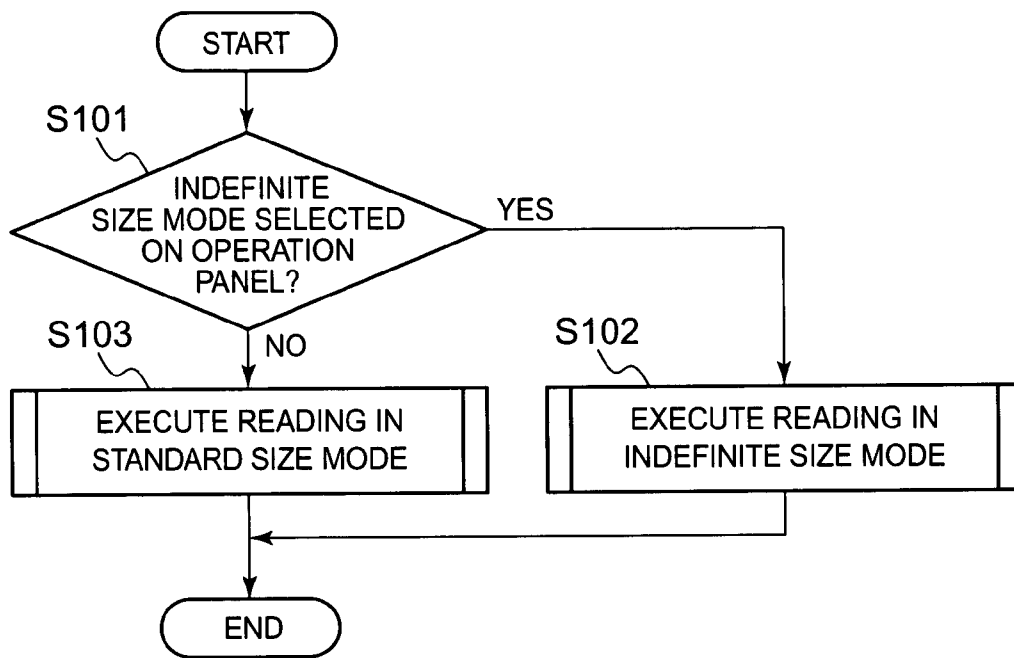 START
S101
INDEFINITE
SIZE MODE SELECTED
ON OPERATION
PANEL?
YES
NO
S103
S102
EXECUTE READING IN
STANDARD SIZE MODE
EXECUTE READING IN
INDEFINITE SIZE MODE
END